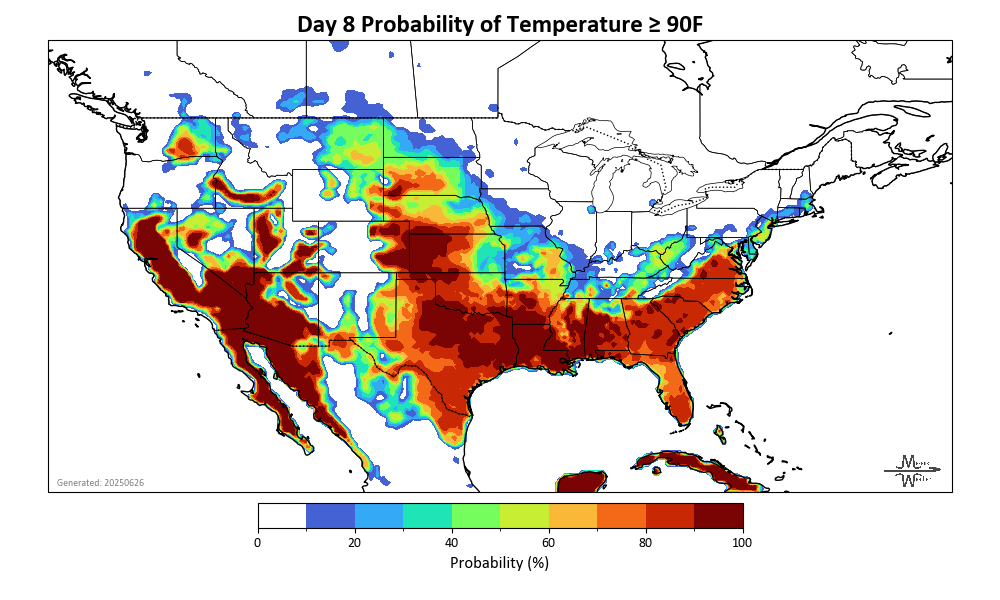 Day 8 Probability of Temperature ≥ 90F
Generated: 20250626
0 20 40 60 80 100
Probability (%)